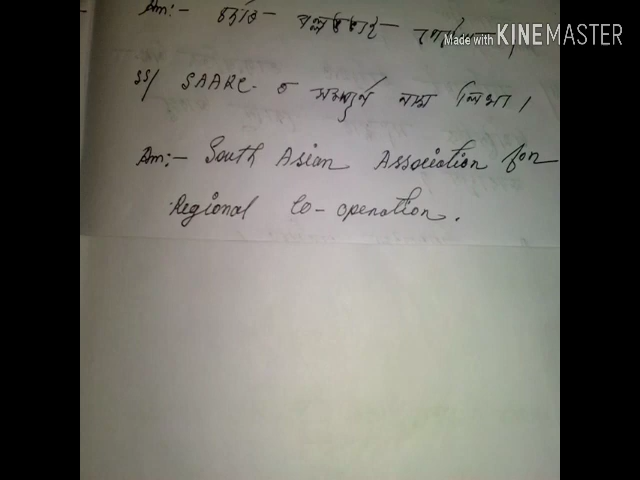 Ans:-
Made with KINEMASTER
১১/ SAARC- ৰ সম্পূৰ্ণ নাম লিখা।
Ans:- South Asian Association for
Regional Co-operation.